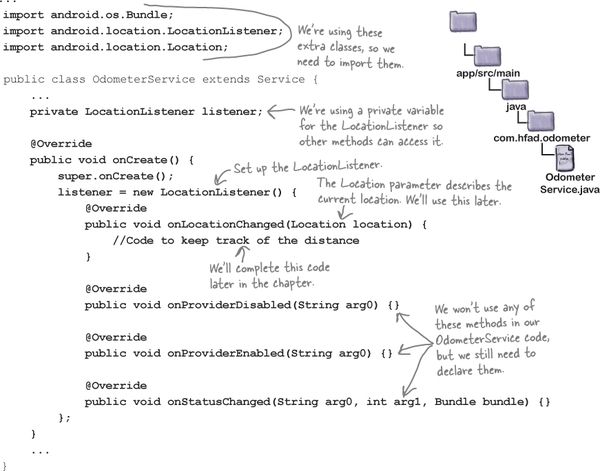 ...
import android.os.Bundle;
import android.location.LocationListener;
import android.location.Location;
We're using these
extra classes, so we
need to import them.
public class OdometerService extends Service {
...
private LocationListener listener;
We're using a private variable
for the LocationListener so
other methods can access it.
@Override
public void onCreate() {
super.onCreate();
Set up the LocationListener.
listener = new LocationListener() {
The Location parameter describes the
current location. We'll use this later.
@Override
public void onLocationChanged(Location location) {
//Code to keep track of the distance
}
We'll complete this code
later in the chapter.
@Override
public void onProviderDisabled(String arg0) {}
We won't use any of
these methods in our
OdometerService code,
but we still need to
declare them.
@Override
public void onProviderEnabled(String arg0) {}
@Override
public void onStatusChanged(String arg0, int arg1, Bundle bundle) {}
};
}
...
}
app/src/main
java
com.hfad.odometer
Odometer
Service.java